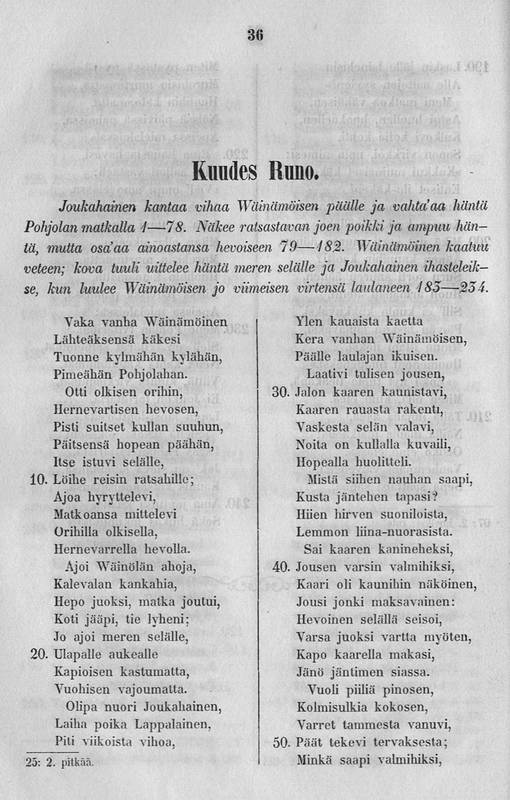 36
Kuudes Runo.
Joukahainen kantaa vihaa Wäinämöisen päälle ja vahta'aa häntä
Pohjolan matkalla 1—78. Näkee ratsastavan joen poikki ja ampuu hän-
tä, mutta osa'aa ainoastansa hevoiseen 79—182. Wäinämöinen kaatuu
veteen; kova tuuli uittelee häntä meren selälle ja Joukahainen ihasteleik-
se, kun luulee Wäinämöisen jo viimeisen virtensä laulaneen 183—234.
Vaka vanha Wäinämöinen
Lähteäksensä käkesi
Tuonne kylmähän kylähän,
Pimeähän Pohjolahan.
Otti olkisen orihin,
Hernevartisen hevosen,
Pisti suitset kullan suuhun,
Päitsensä hopean päähän,
Itse istuvi selälle,
10. Löihe reisin ratsahille;
Ajoa hyryttelevi,
Matkoansa mittelevi
Orihilla olkisella,
Hernevarrella hevolla.
Ajoi Wäinölän ahoja,
Kalevalan kankahia,
Hepo juoksi, matka joutui,
Koti jääpi, tie lyheni;
Jo ajoi meren selälle,
20. Ulapalle aukealle
Kapioisen kastumatta,
Vuohisen vajoumatta.
Olipa nuori Joukahainen,
Laiha poika Lappalainen,
Piti viikoista vihoa,
25: 2. pitkää.
Ylen kauaista kaetta
Kera vanhan Wäinämöisen,
Päälle laulajan ikuisen.
Laativi tulisen jousen,
30. Jalon kaaren kaunistavi,
Kaaren rauasta rakenti,
Vaskesta selän valavi,
Noita on kullalla kuvaili,
Hopealla huolitteli.
Mistä siihen nauhan saapi,
Kusta jäntehen tapasi?
Hiien hirven suoniloista,
Lemmon liina-nuorasista.
Sai kaaren kanineheksi,
40. Jousen varsin valmihiksi,
Kaari oli kaunihin näköinen,
Jousi jonki maksavainen:
Hevoinen selällä seisoi,
Varsa juoksi vartta myöten,
Kapo kaarella makasi,
Jänö jäntimen siassa.
Vuoli piiliä pinosen,
Kolmisulkia kokosen,
Varret tammesta vanuvi,
50. Päät tekevi tervaksesta;
Minkä saapi valmihiksi,